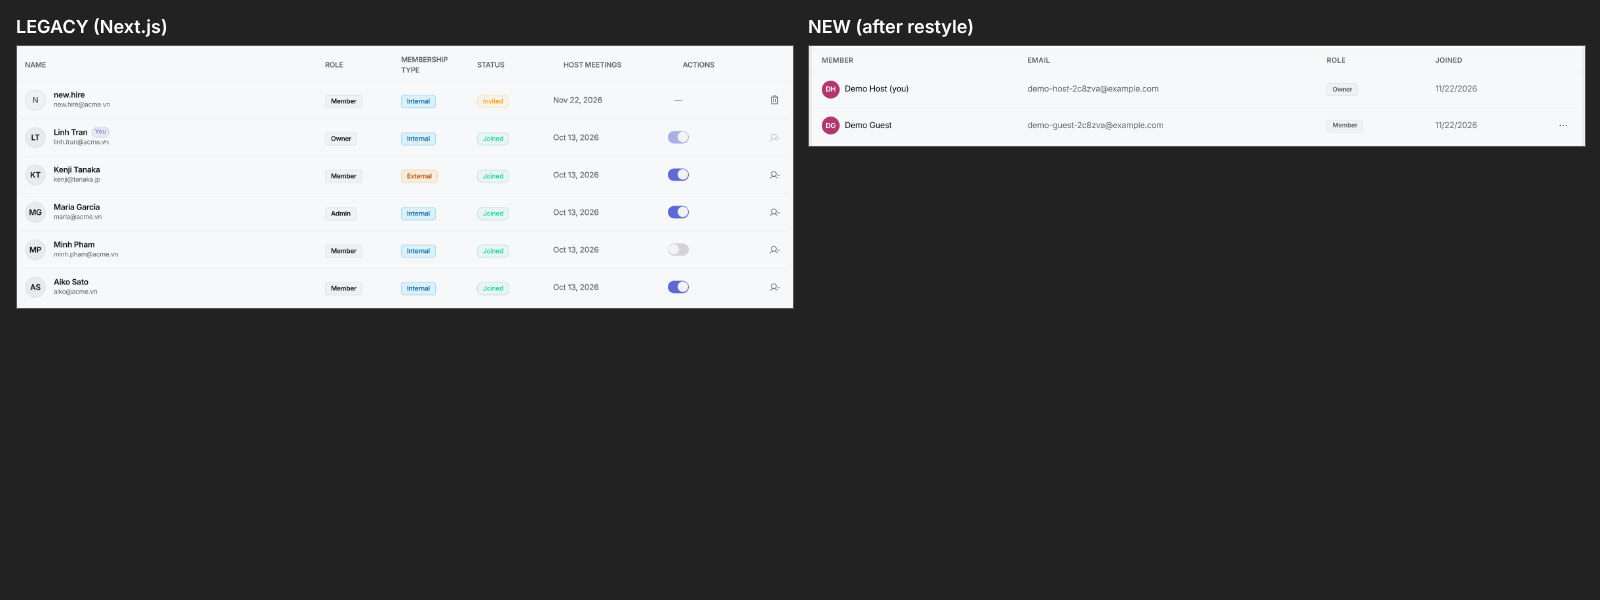 LEGACY (Next.js)
NAME ROLE MEMBERSHIP TYPE STATUS HOST MEETINGS ACTIONS
N new.hire Member Internal Invited Nov 22, 2026 —
new.hire@acme.vn
LT Linh Tran You Owner Internal Joined Oct 13, 2026
linh.tran@acme.vn
KT Kenji Tanaka Member External Joined Oct 13, 2026
kenji@tanaka.jp
MG Maria Garcia Admin Internal Joined Oct 13, 2026
maria@acme.vn
MP Minh Pham Member Internal Joined Oct 13, 2026
minh.pham@acme.vn
AS Aiko Sato Member Internal Joined Oct 13, 2026
aiko@acme.vn
NEW (after restyle)
MEMBER EMAIL ROLE JOINED
DH Demo Host (you) demo-host-2c8zva@example.com Owner 11/22/2026
DG Demo Guest demo-guest-2c8zva@example.com Member 11/22/2026 ...